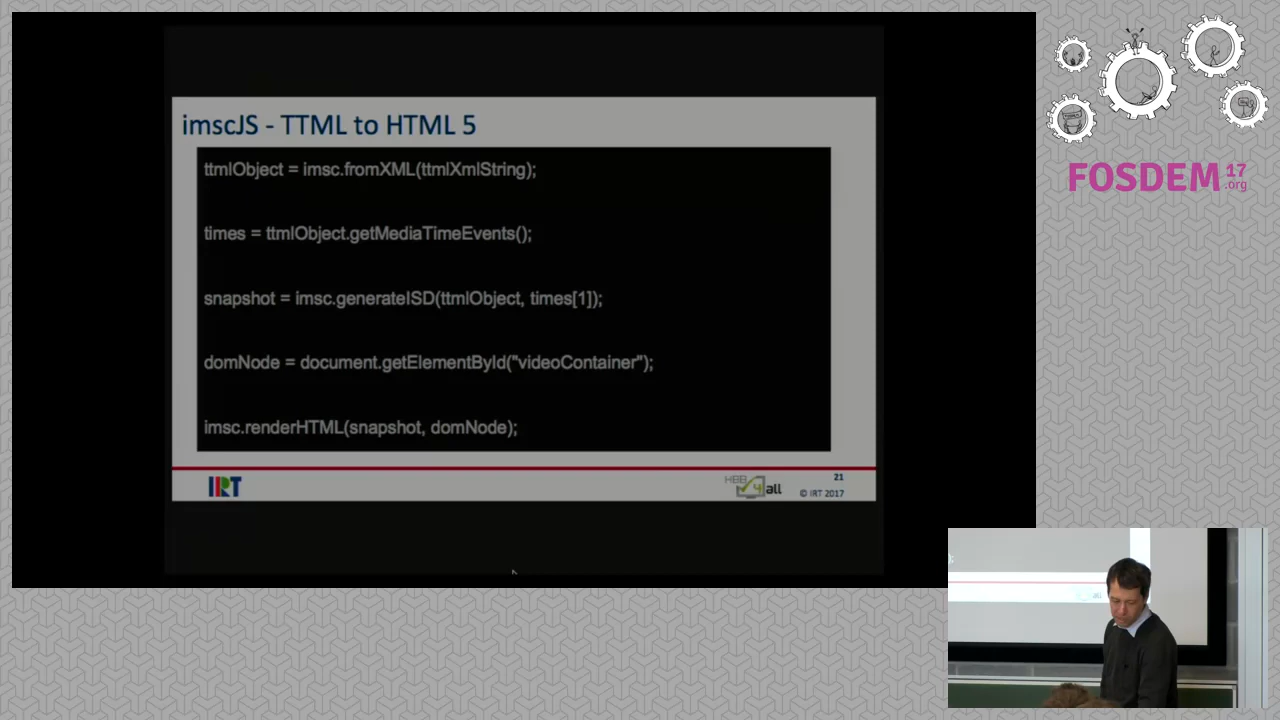 imscJS - TTML to HTML 5
ttmlObject = imsc.fromXML(ttmlXmlString);
times = ttmlObject.getMediaTimeEvents();
snapshot = imsc.generateISD(ttmlObject, times[1]);
domNode = document.getElementById("videoContainer");
imsc.renderHTML(snapshot, domNode);
IRT
HBB4all
21
© IRT 2017
FOSDEM 17
.org